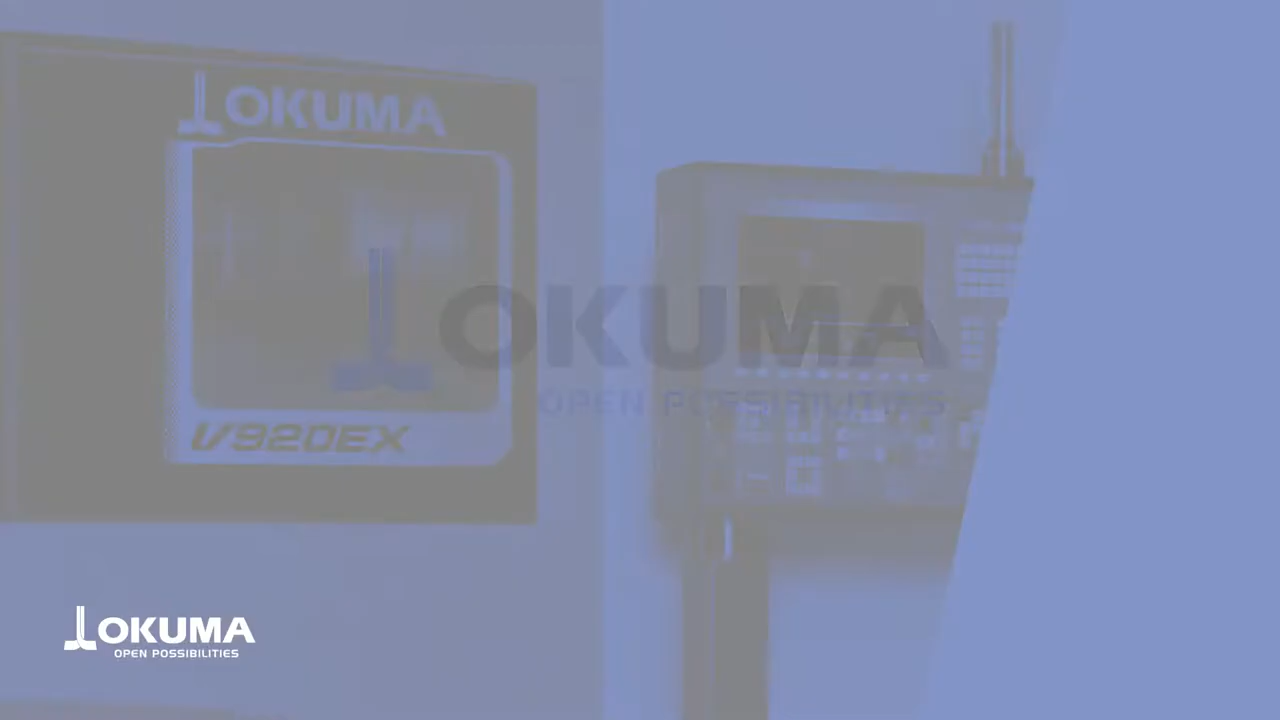 OKUMA
V920EX
OKUMA
OPEN POSSIBILITIES
OKUMA
OPEN POSSIBILITIES